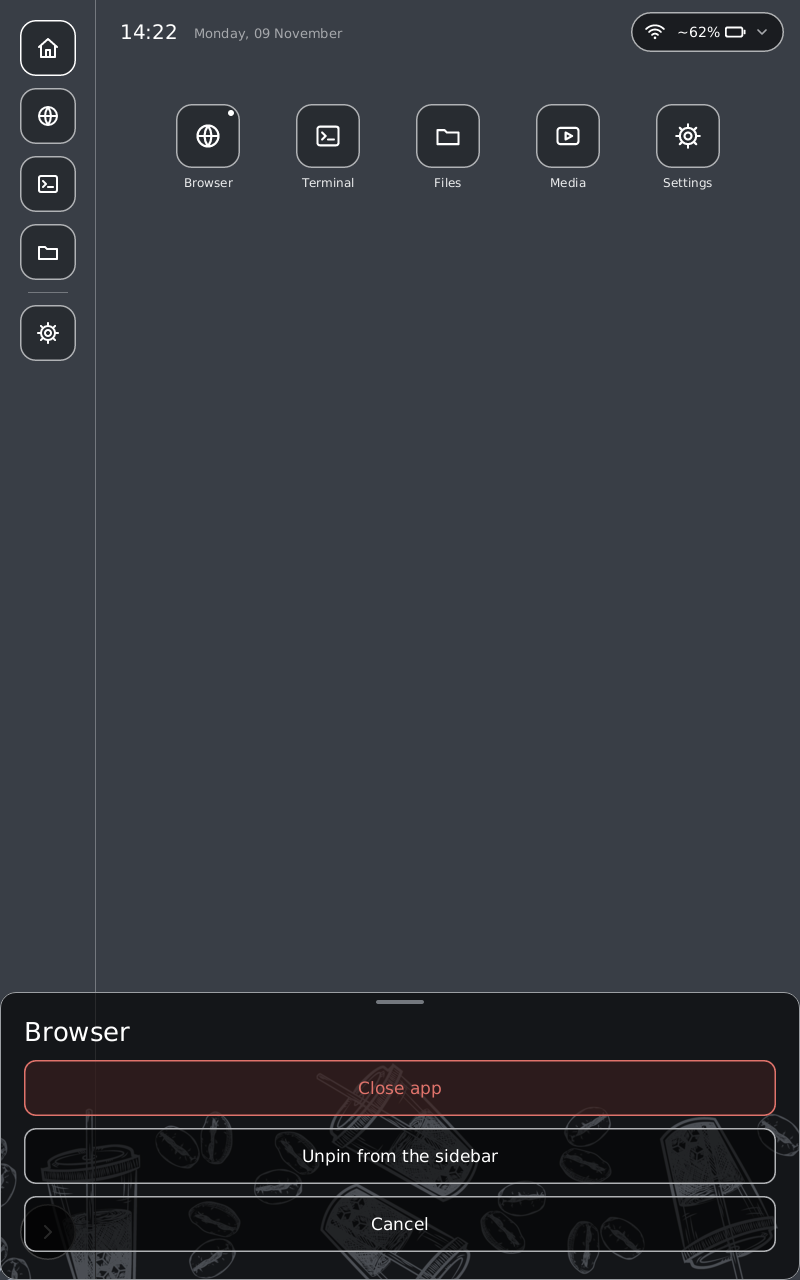 14:22 Monday, 09 November ~62%
Browser Terminal Files Media Settings
Browser
Close app
Unpin from the sidebar
Cancel